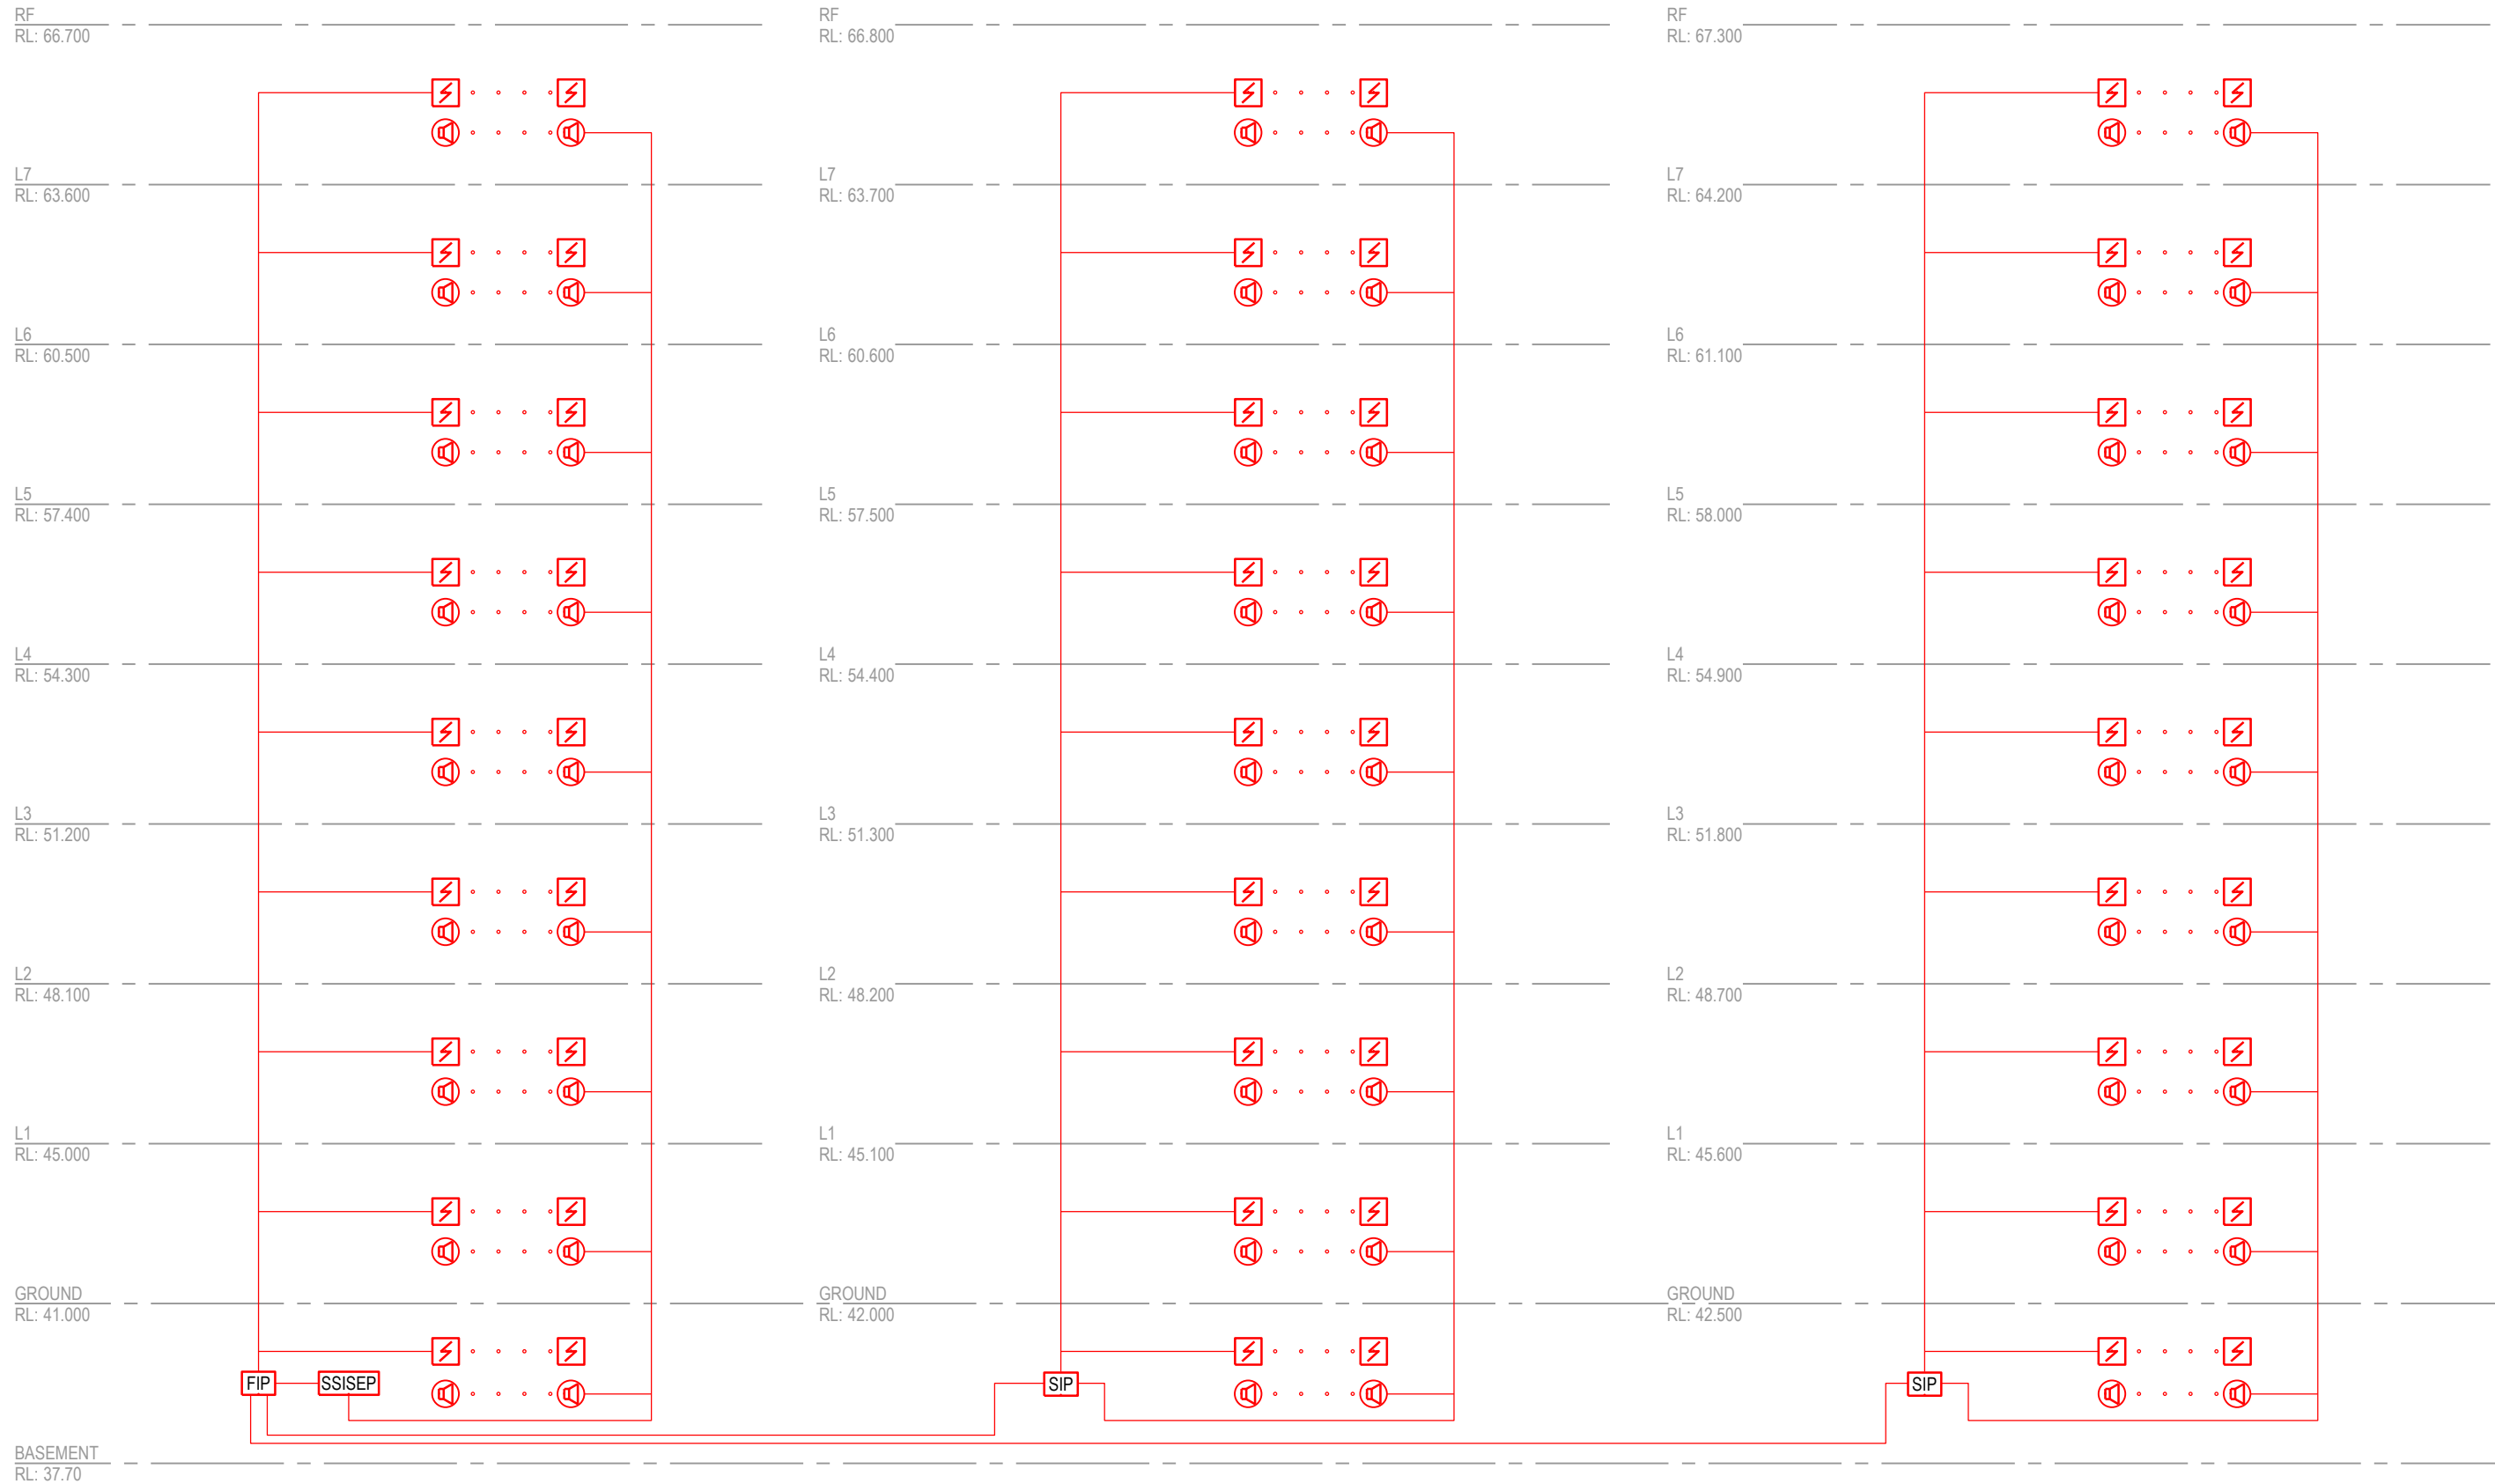 RF
RL: 66.700
RF
RL: 66.800
RF
RL: 67.300
L7
RL: 63.600
L7
RL: 63.700
L7
RL: 64.200
L6
RL: 60.500
L6
RL: 60.600
L6
RL: 61.100
L5
RL: 57.400
L5
RL: 57.500
L5
RL: 58.000
L4
RL: 54.300
L4
RL: 54.400
L4
RL: 54.900
L3
RL: 51.200
L3
RL: 51.300
L3
RL: 51.800
L2
RL: 48.100
L2
RL: 48.200
L2
RL: 48.700
L1
RL: 45.000
L1
RL: 45.100
L1
RL: 45.600
GROUND
RL: 41.000
GROUND
RL: 42.000
GROUND
RL: 42.500
FIP
SSISEP
SIP
SIP
BASEMENT
RL: 37.70